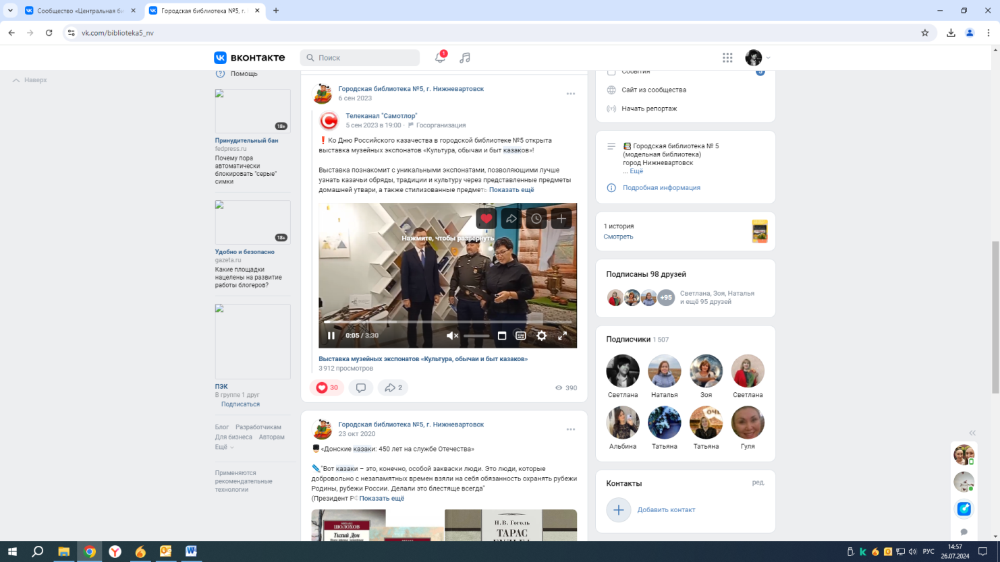 Сообщество «Центральная би
Городская библиотека №5, г. 
vk.com/biblioteka5_nv
ВКОНТАКТЕ
Поиск
1
Наверх
Помощь
18+
Принудительный бан
fedpress.ru
Почему пора
автоматически
блокировать "серые"
симки
18+
Удобно и безопасно
gazeta.ru
Какие площадки
нацелены на развитие
работы блогеров?
ПЭК
В группе 1 друг
Подписаться
Блог Разработчикам
Для бизнеса Авторам
Ещё
Применяются
рекомендательные
технологии
Городская библиотека №5, г. Нижневартовск
6 сен 2023
Телеканал "Самотлор"
5 сен 2023 в 19:00 · Госорганизация
❗ Ко Дню Российского казачества в городской библиотеке №5 открыта
выставка музейных экспонатов «Культура, обычаи и быт казаков»!
Выставка познакомит с уникальными экспонатами, позволяющими лучше
узнать казачьи обряды, традиции и культуру через представленные предметы
домашней утвари, а также стилизованные предметы Показать ещё
Нажмите, чтобы развернуть
0:05 / 3:30
Выставка музейных экспонатов «Культура, обычаи и быт казаков»
3 912 просмотров
30
2
390
Городская библиотека №5, г. Нижневартовск
23 окт 2020
«Донские казаки: 450 лет на службе Отечества»
"Вот казаки – это, конечно, особой закваски люди. Это люди, которые
добровольно с незапамятных времен взяли на себя обязанность охранять рубежи
Родины, рубежи России. Делали это блестяще всегда"
(Президент РФ Показать ещё
МИХАИЛ
ШОЛОХОВ
Тихий Дон
Н. В. Гоголь
ТАРАС
БУЛЬБА
События
3
Сайт из сообщества
Начать репортаж
Городская библиотека № 5
(модельная библиотека)
город Нижневартовск
... Ещё
Подробная информация
1 история
Смотреть
Подписаны 98 друзей
+95
Светлана, Зоя, Наталья
и ещё 95 друзей
Подписчики 1 507
Светлана Наталья Зоя Светлана
Альбина Татьяна Татьяна Гуля
Контакты
ред.
Добавить контакт
РУС
14:57
26.07.2024